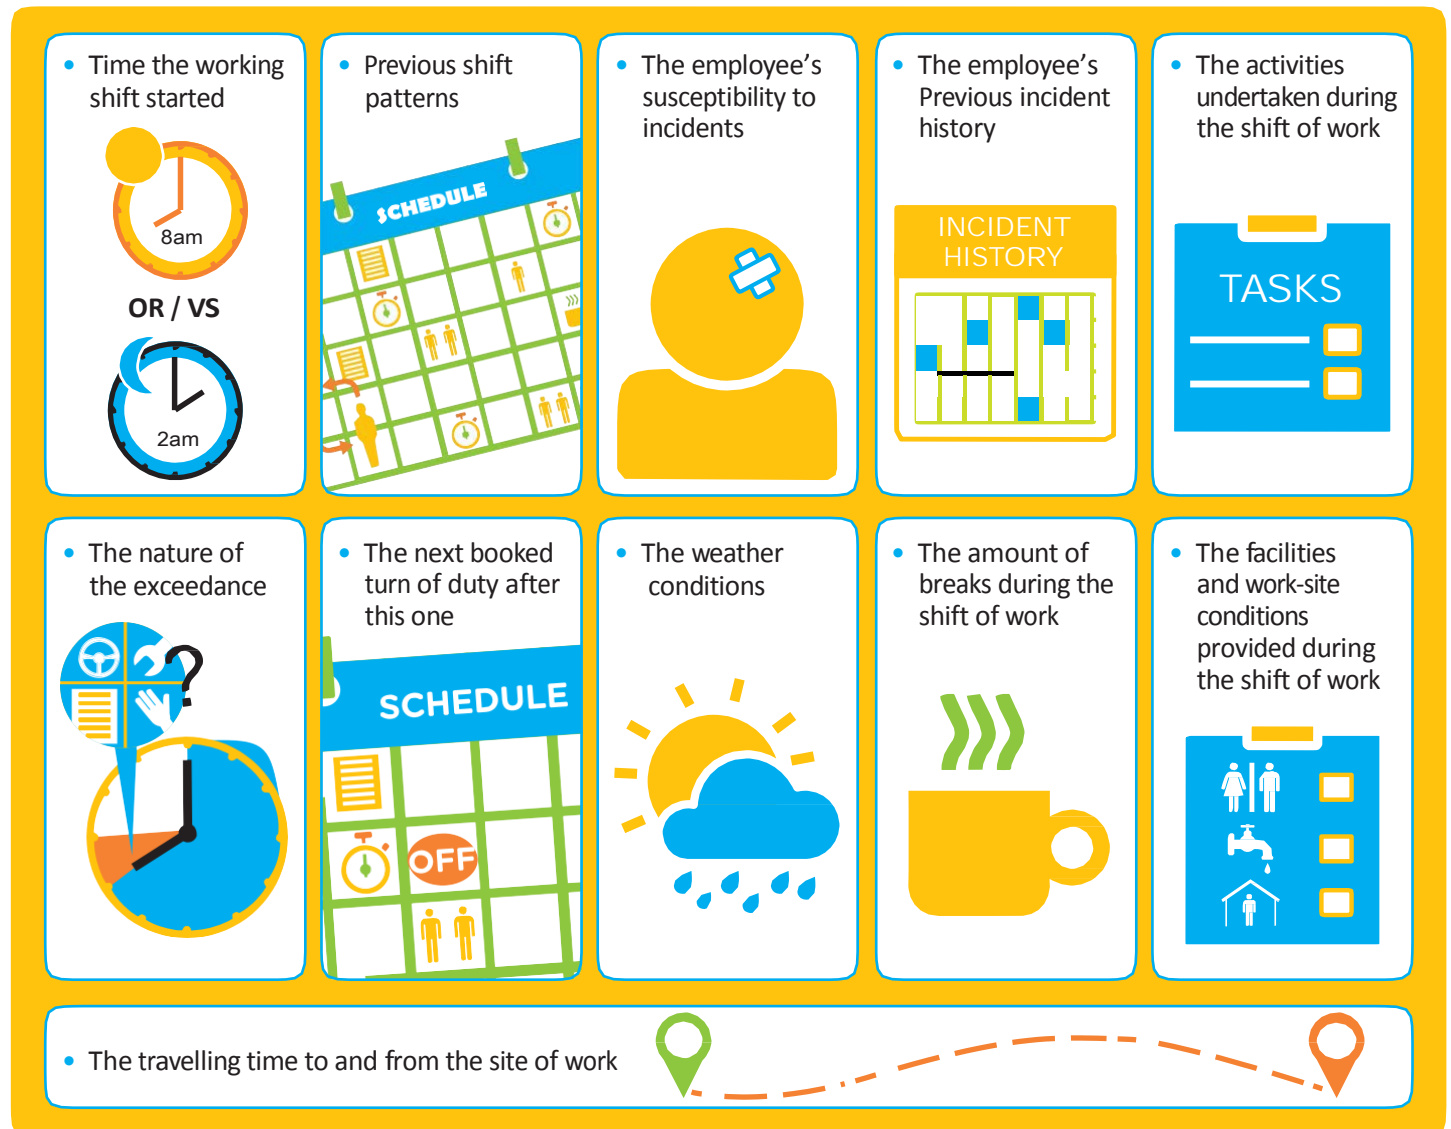 • Time the working
shift started
8am
OR / VS
2am
• Previous shift
patterns
SCHEDULE
• The employee's
susceptibility to
incidents
• The employee's
Previous incident
history
INCIDENT
HISTORY
• The activities
undertaken during
the shift of work
TASKS
• The nature of
the exceedance
?
• The next booked
turn of duty after
this one
SCHEDULE
OFF
• The weather
conditions
• The amount of
breaks during the
shift of work
• The facilities
and work-site
conditions
provided during
the shift of work
• The travelling time to and from the site of work